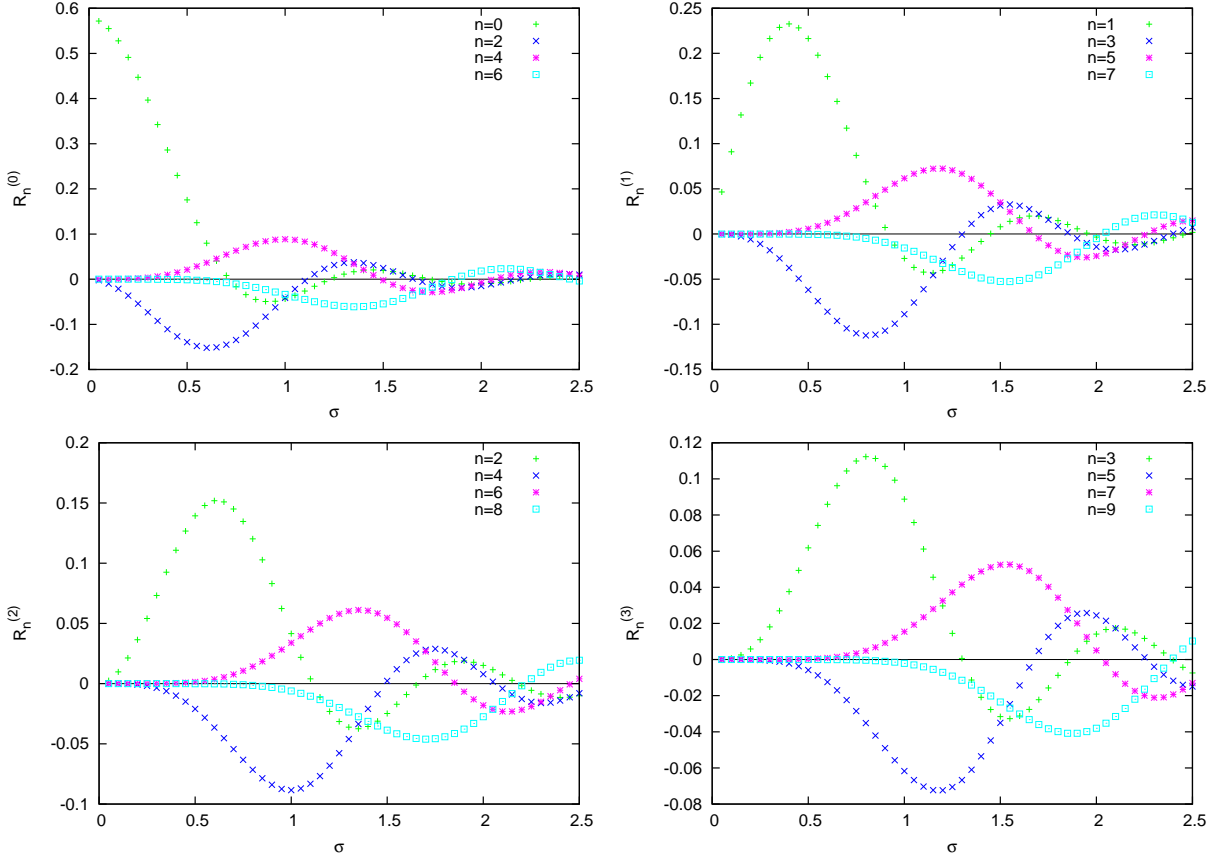 0.6
0.5
0.4
0.3
0.2
0.1
0
-0.1
-0.2
0
0.5
1
1.5
2
2.5
R_n^(0)
σ
n=0
n=2
n=4
n=6
0.25
0.20
0.15
0.10
0.05
0
-0.05
-0.1
0.15
0
0.5
1
1.5
2
2.5
R_n^(1)
σ
n=1
n=3
n=5
n=7
0.2
0.15
0.1
0.05
0
-0.05
-0.1
0
0.5
1
1.5
2
2.5
R_n^(2)
σ
n=2
n=4
n=6
n=8
0.12
0.1
0.08
0.06
0.04
0.02
0
-0.02
-0.04
-0.06
-0.08
0
0.5
1
1.5
2
2.5
R_n^(3)
σ
n=3
n=5
n=7
n=9